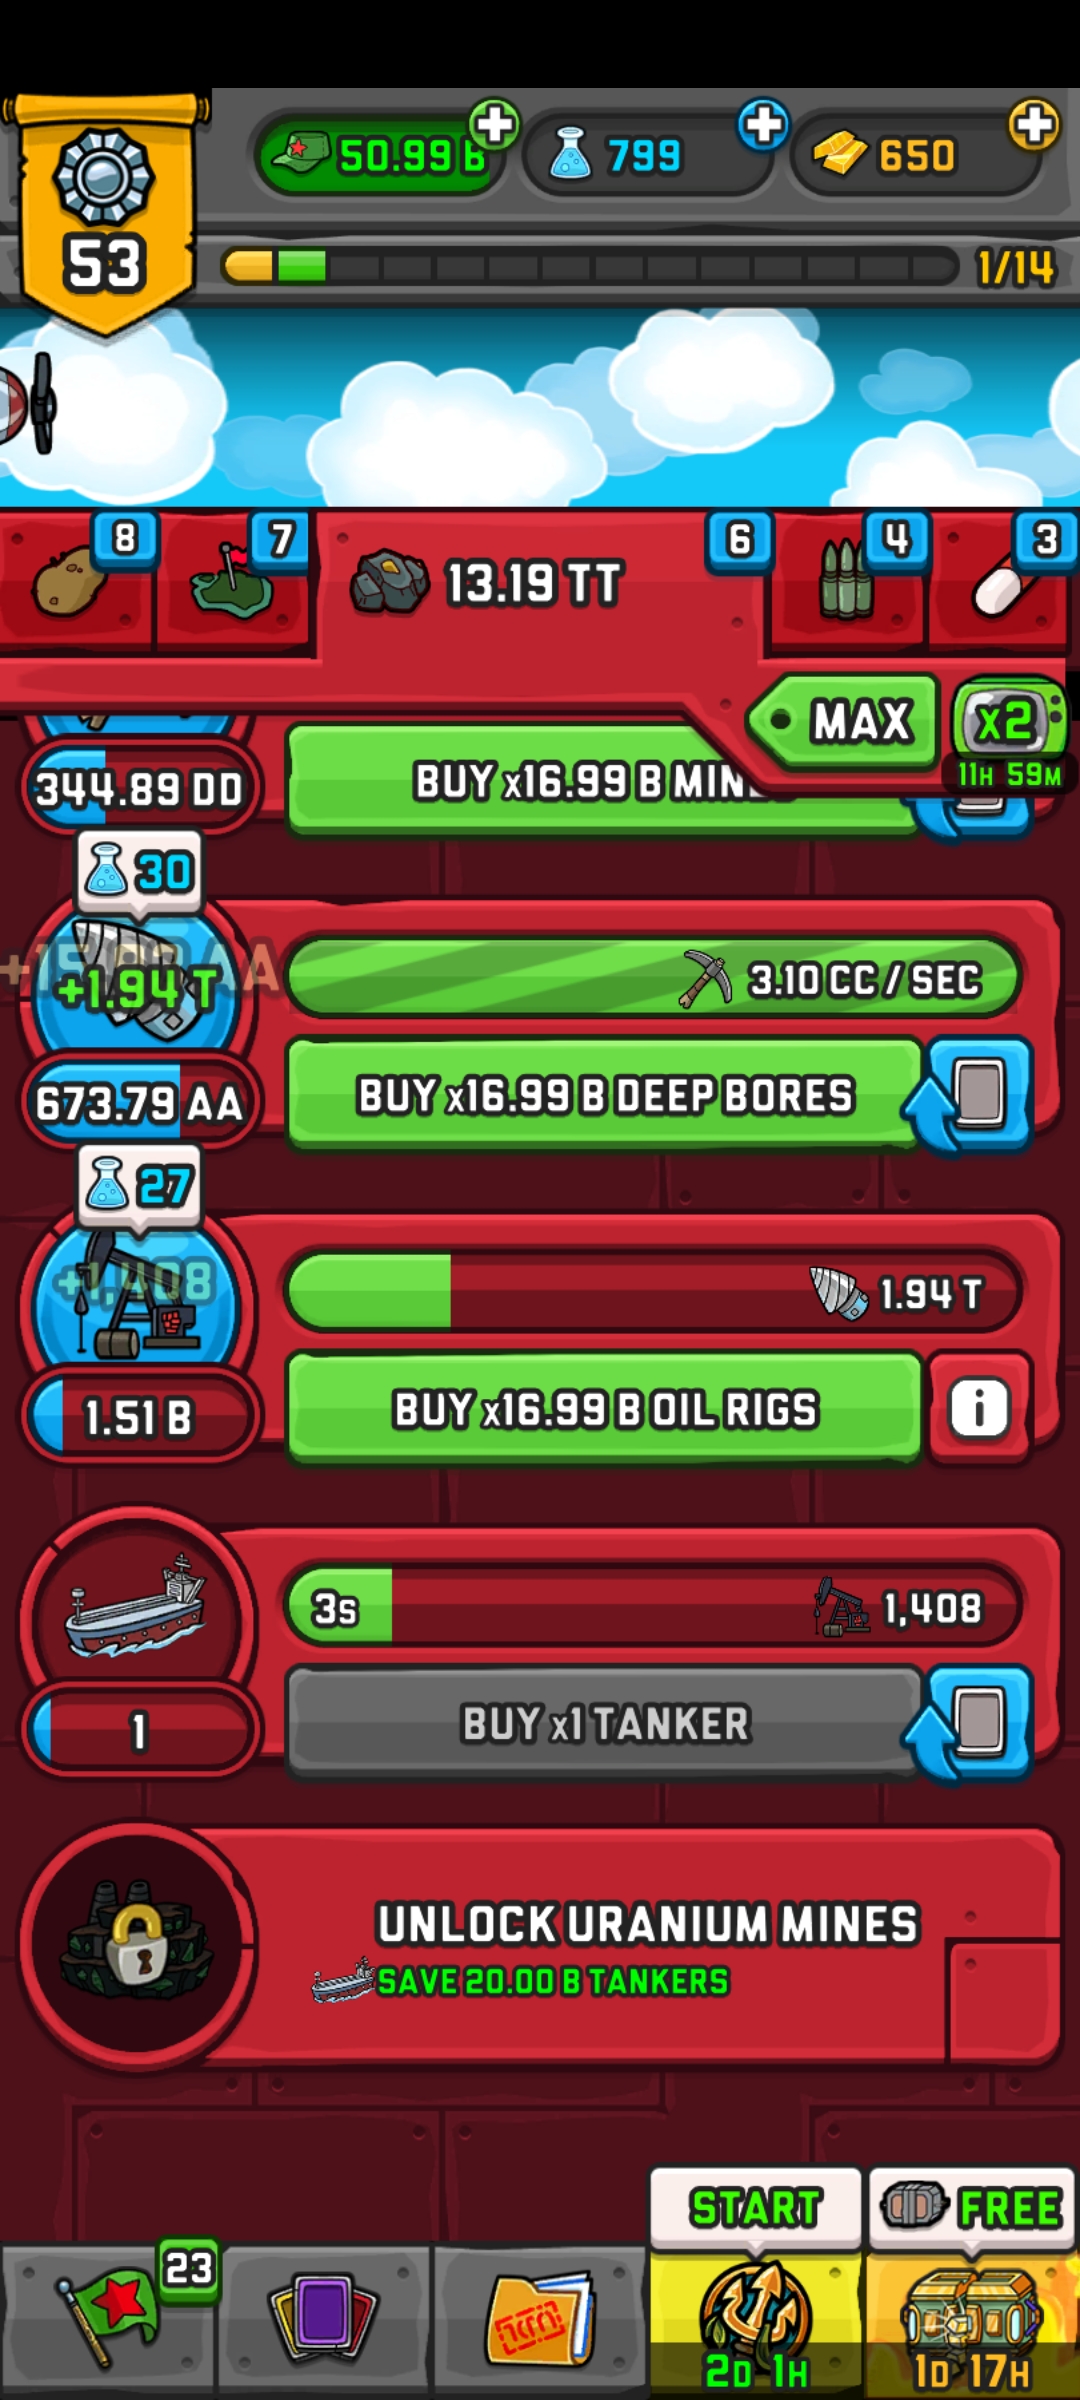 50.99 B
799
650
53
1/14
8
7
13.19 TT
6
4
3
MAX
x2
11H 59M
344.89 DD
BUY x16.99 B
30
+1.94 T
3.10 CC / SEC
673.79 AA
BUY x16.99 B DEEP BORES
27
+1,408
1.94 T
1.51 B
BUY x16.99 B OIL RIGS
i
3s
1,408
1
BUY x1 TANKER
UNLOCK URANIUM MINES
SAVE 20.00 B TANKERS
START
FREE
23
2D 1H
1D 17H